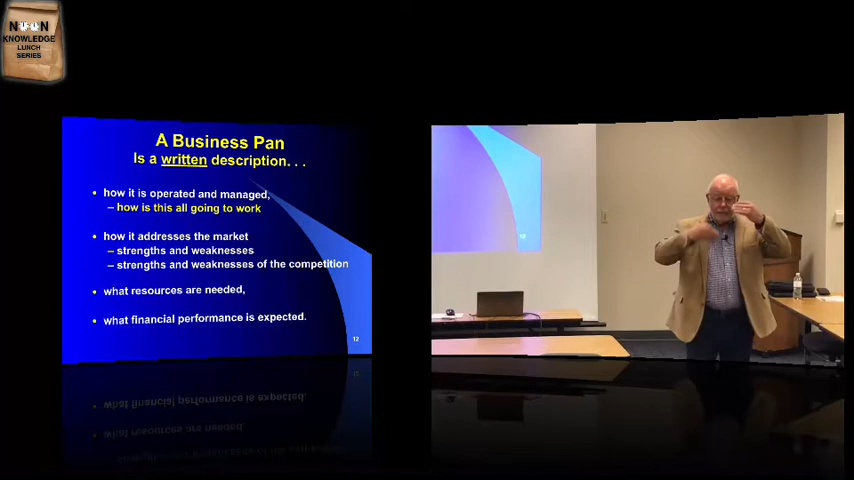 NOON
KNOWLEDGE
LUNCH
SERIES
A Business Pan
Is a written description. . .
• how it is operated and managed,
– how is this all going to work
• how it addresses the market
– strengths and weaknesses
– strengths and weaknesses of the competition
• what resources are needed,
• what financial performance is expected.
12